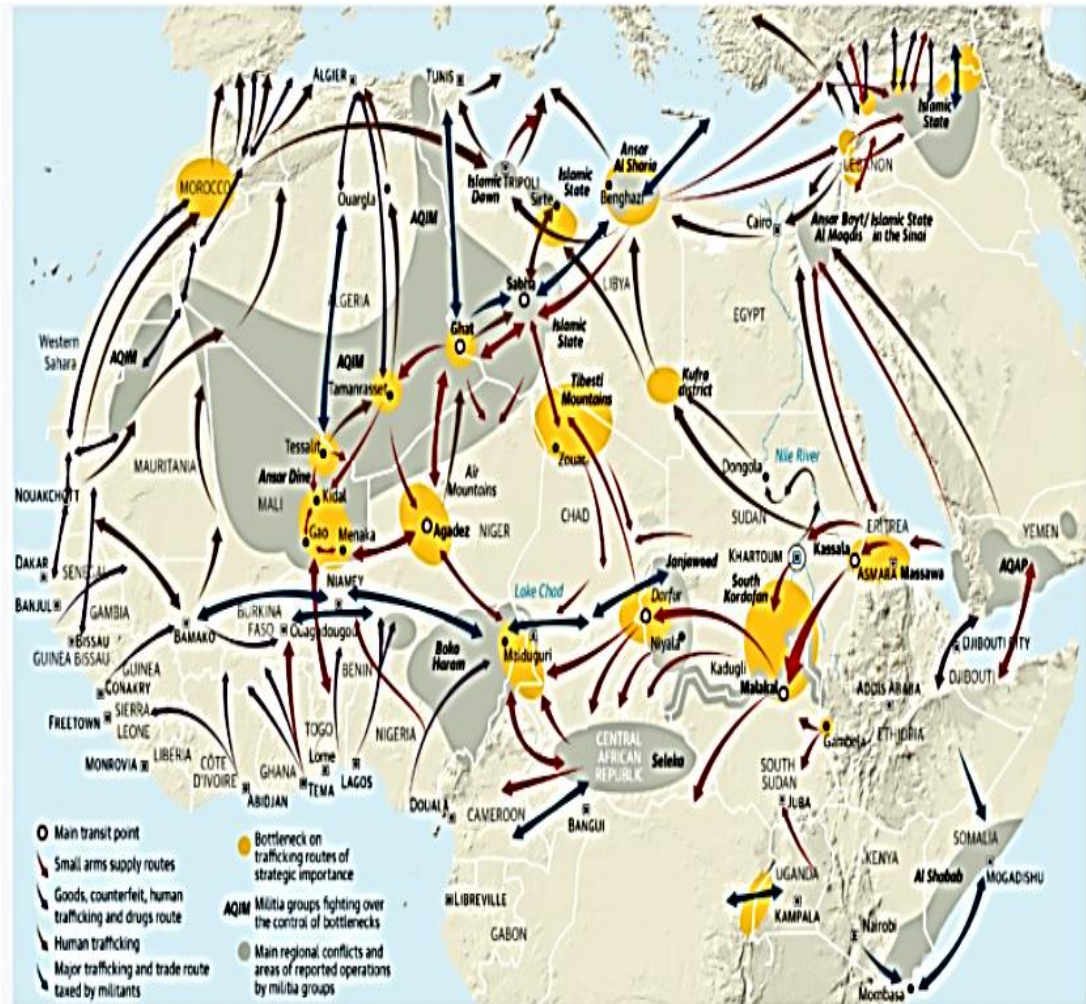 ALGIER
TUNIS
Islamic
State
LEBANON
MOROCCO
Ouargla
AQIM
Islamic
Dawn
TRIPOLI
Sirte
Islamic
State
Ansar
Al Sharia
Benghazi
Cairo
Ansar Bayt/
Al Maqdis
Islamic State
in the Sinai
ALGERIA
Sabha
LIBYA
EGYPT
Western
Sahara
AQIM
AQIM
Ghat
Islamic
State
Tamanrasset
Tibesti
Mountains
Kufra
district
Tessalit
Ansar Dine
Zouar
MAURITANIA
Air
Mountains
Dongola
Nile River
NOUAKCHOTT
MALI
Kidal
Gao
Menaka
Agadez
NIGER
CHAD
SUDAN
ERITREA
YEMEN
KHARTOUM
Kassala
ASMARA
Massawa
AQAP
DAKAR
SENEGAL
NIAMEY
Lake Chad
Janjaweed
South
Kordofan
BANJUL
GAMBIA
BISSAU
GUINEA BISSAU
BAMAKO
BURKINA
FASO
Ouagadougou
Darfur
Niyala
Boko
Haram
Maiduguri
Kadugli
Malakal
DJIBOUTI CITY
DJIBOUTI
ADDIS ABABA
GUINEA
CONAKRY
BENIN
FREETOWN
SIERRA
LEONE
TOGO
NIGERIA
CENTRAL
AFRICAN
REPUBLIC
Seleka
Gambela
ETHIOPIA
MONROVIA
LIBERIA
CÔTE
D'IVOIRE
GHANA
Lome
LAGOS
ABIDJAN
TEMA
DOUALA
CAMEROON
BANGUI
SOUTH
SUDAN
JUBA
SOMALIA
MOGADISHU
KENYA
Al Shabab
UGANDA
KAMPALA
LIBREVILLE
GABON
Nairobi
Mombasa
Main transit point
Small arms supply routes
Goods, counterfeit, human
trafficking and drugs route
Human trafficking
Major trafficking and trade route
taxed by militants
Bottleneck on
trafficking routes of
strategic importance
AQIM Militia groups fighting over
the control of bottlenecks
Main regional conflicts and
areas of reported operations
by militia groups